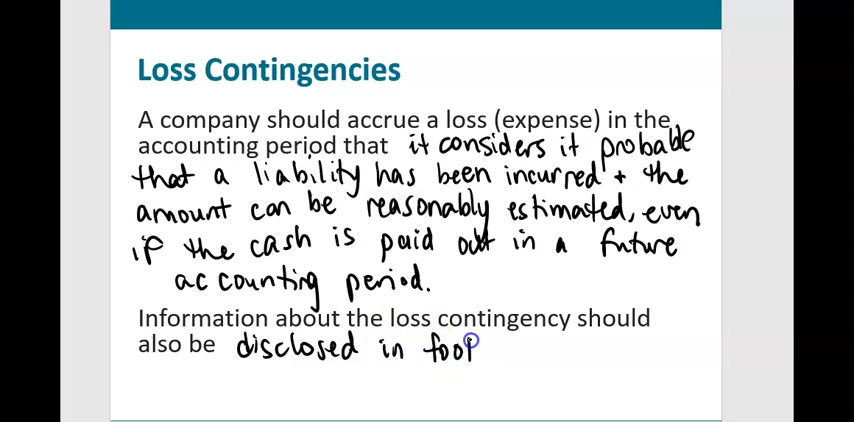 Loss Contingencies
A company should accrue a loss (expense) in the
accounting period that it considers it probable
that a liability has been incurred + the
amount can be reasonably estimated, even
if the cash is paid out in a future
accounting period.
Information about the loss contingency should
also be disclosed in foot